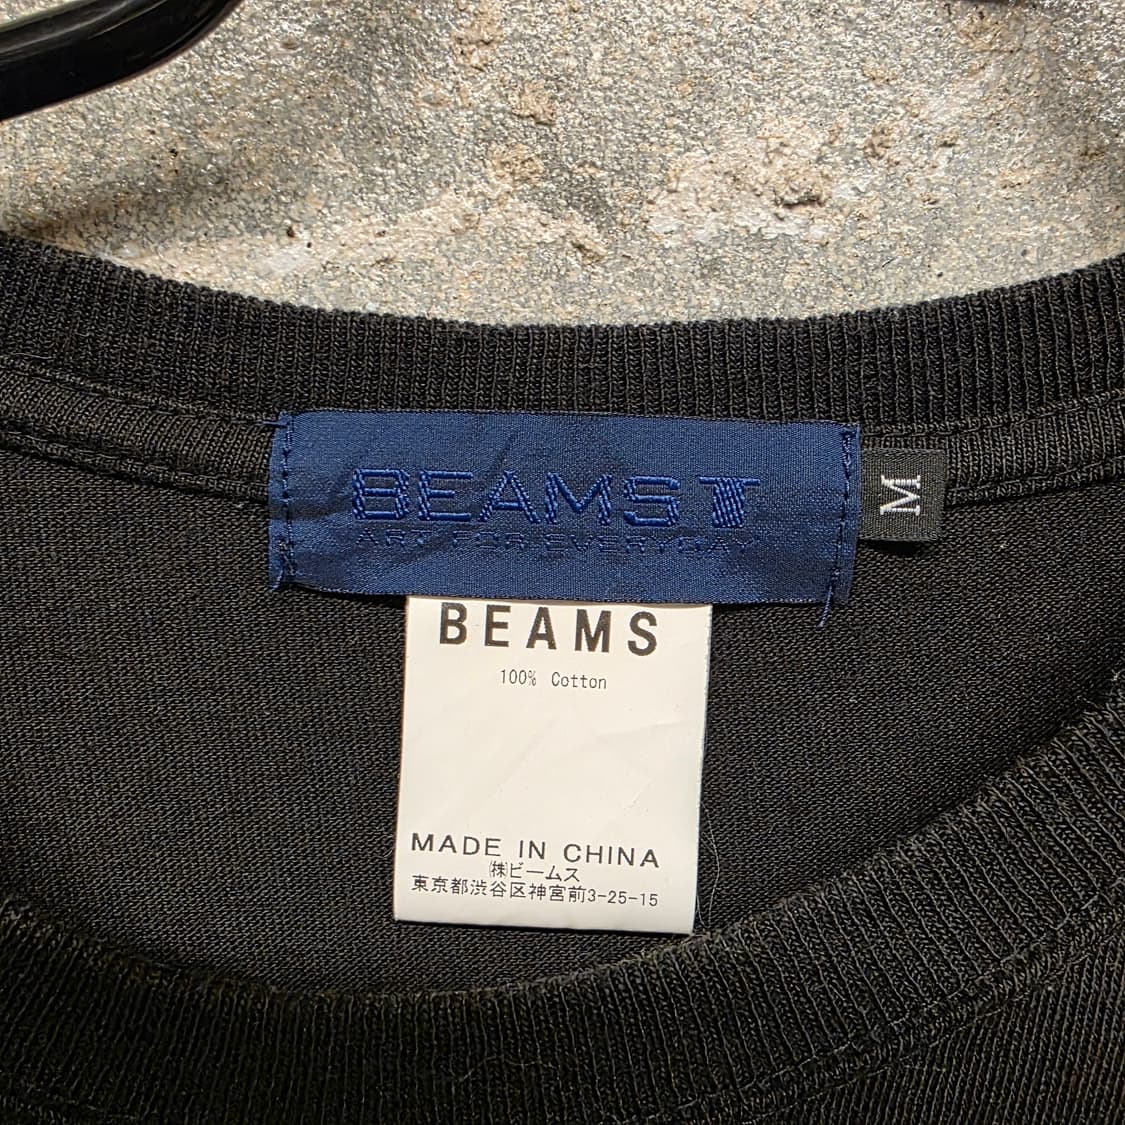 BEAMS T
ART FOR EVERYDAY
M
BEAMS
100% Cotton
MADE IN CHINA
㈱ビームス
東京都渋谷区神宮前3-25-15